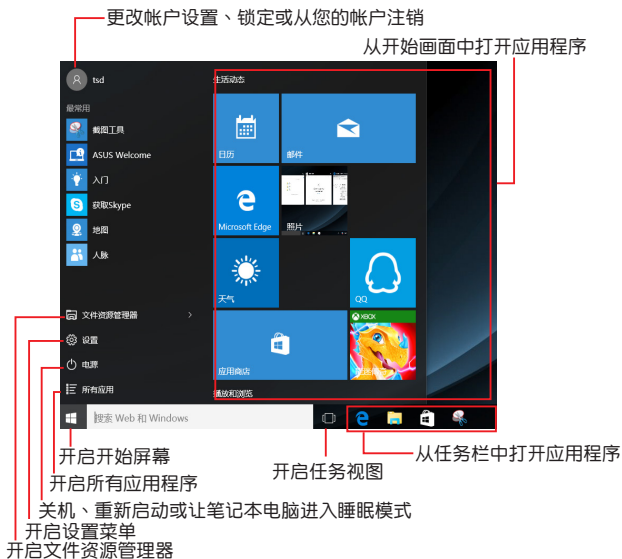 更改帐户设置、锁定或从您的帐户注销
从开始画面中打开应用程序
tsd
生活动态
最常用
截图工具
ASUS Welcome
入门
获取Skype
地图
人脉
日历
邮件
Microsoft Edge
照片
天气
QQ
应用商店
XBOX
播放和浏览
文件资源管理器
设置
电源
所有应用
搜索 Web 和 Windows
开启开始屏幕
开启任务视图
从任务栏中打开应用程序
开启所有应用程序
关机、重新启动或让笔记本电脑进入睡眠模式
开启设置菜单
开启文件资源管理器